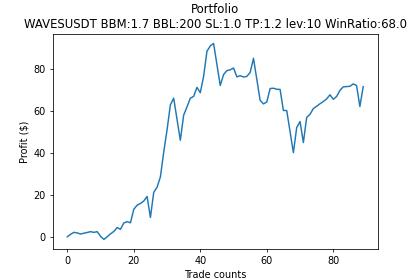 Portfolio
WAVESUSDT BBM:1.7 BBL:200 SL:1.0 TP:1.2 lev:10 WinRatio:68.0
Profit ($)
80
60
40
20
0
0 20 40 60 80
Trade counts